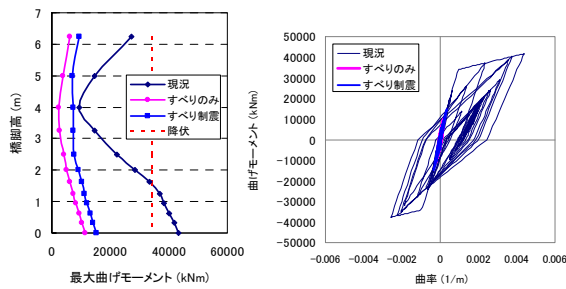 7
6
5
4
3
2
1
0
橋脚高 (m)
現況
すべりのみ
すべり制震
降伏
0
20000
40000
60000
最大曲げモーメント (kNm)
50000
40000
30000
20000
10000
0
-10000
-20000
-30000
-40000
-50000
曲げモーメント (kNm)
現況
すべりのみ
すべり制震
-0.006
-0.004
-0.002
0
0.002
0.004
0.006
曲率 (1/m)